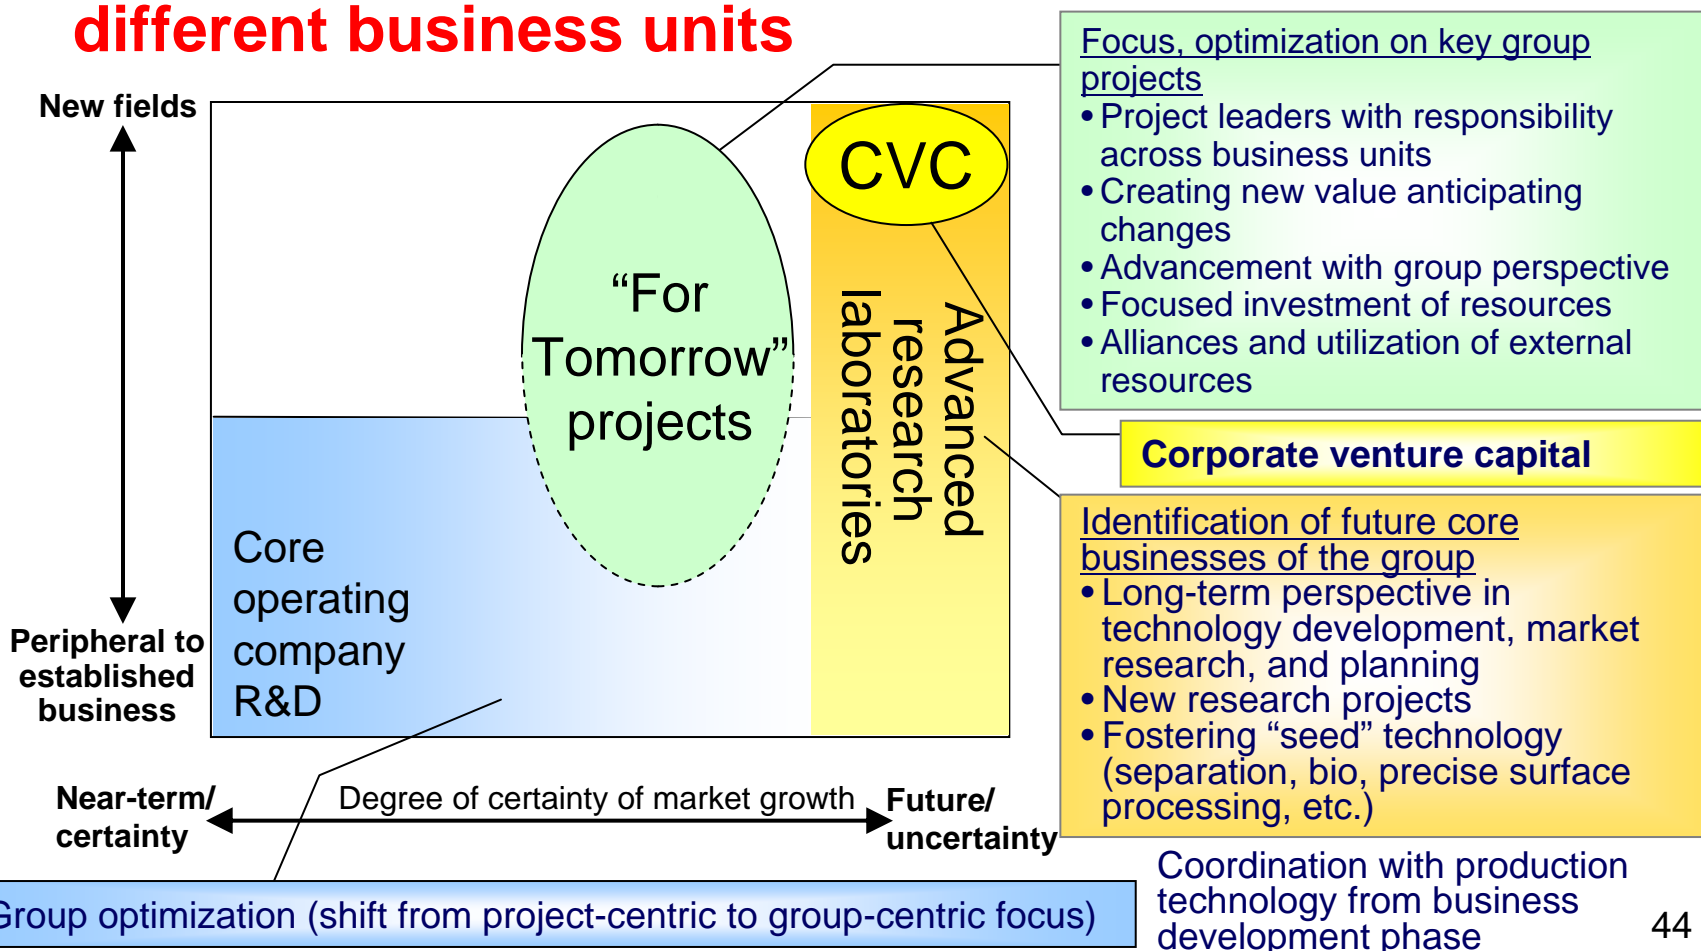 different business units
New fields
Peripheral to
established
business
Core
operating
company
R&D
“For
Tomorrow”
projects
CVC
Advanced
research
laboratories
Near-term/
certainty
Degree of certainty of market growth
Future/
uncertainty
Focus, optimization on key group
projects
• Project leaders with responsibility
across business units
• Creating new value anticipating
changes
• Advancement with group perspective
• Focused investment of resources
• Alliances and utilization of external
resources
Corporate venture capital
Identification of future core
businesses of the group
• Long-term perspective in
technology development, market
research, and planning
• New research projects
• Fostering “seed” technology
(separation, bio, precise surface
processing, etc.)
Group optimization (shift from project-centric to group-centric focus)
Coordination with production
technology from business
development phase
44